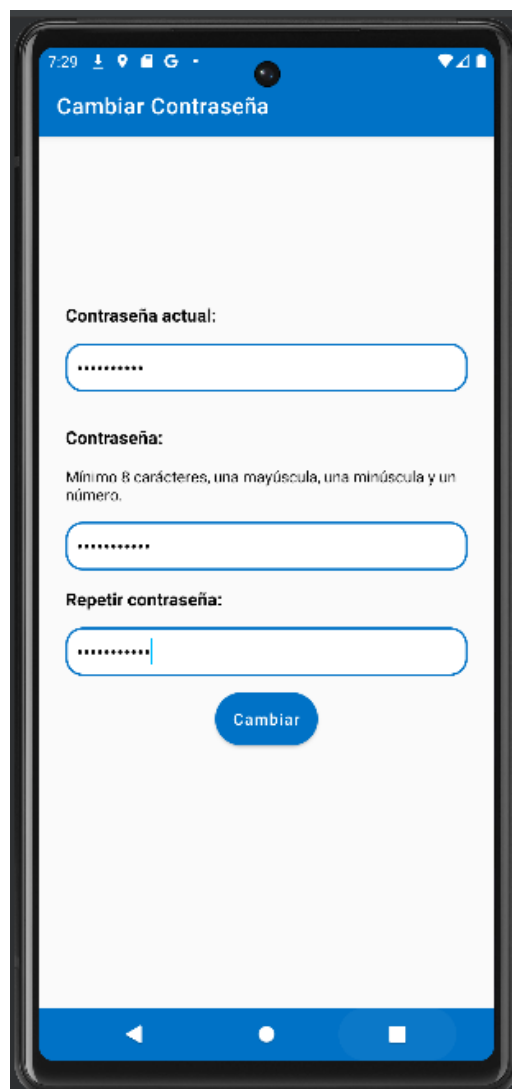 7:29 G
Cambiar Contraseña
Contraseña actual:
••••••••••
Contraseña:
Mínimo 8 carácteres, una mayúscula, una minúscula y un
número.
•••••••••••
Repetir contraseña:
•••••••••••
Cambiar